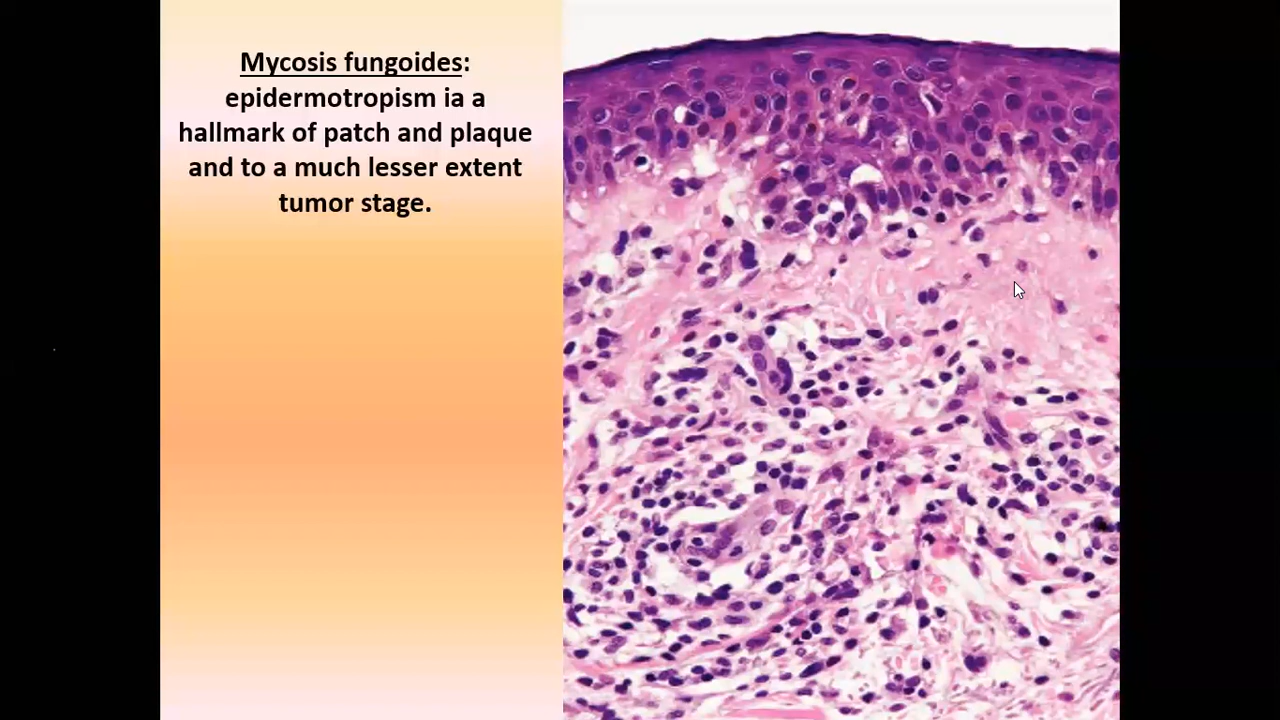 Mycosis fungoides:
epidermotropism ia a
hallmark of patch and plaque
and to a much lesser extent
tumor stage.